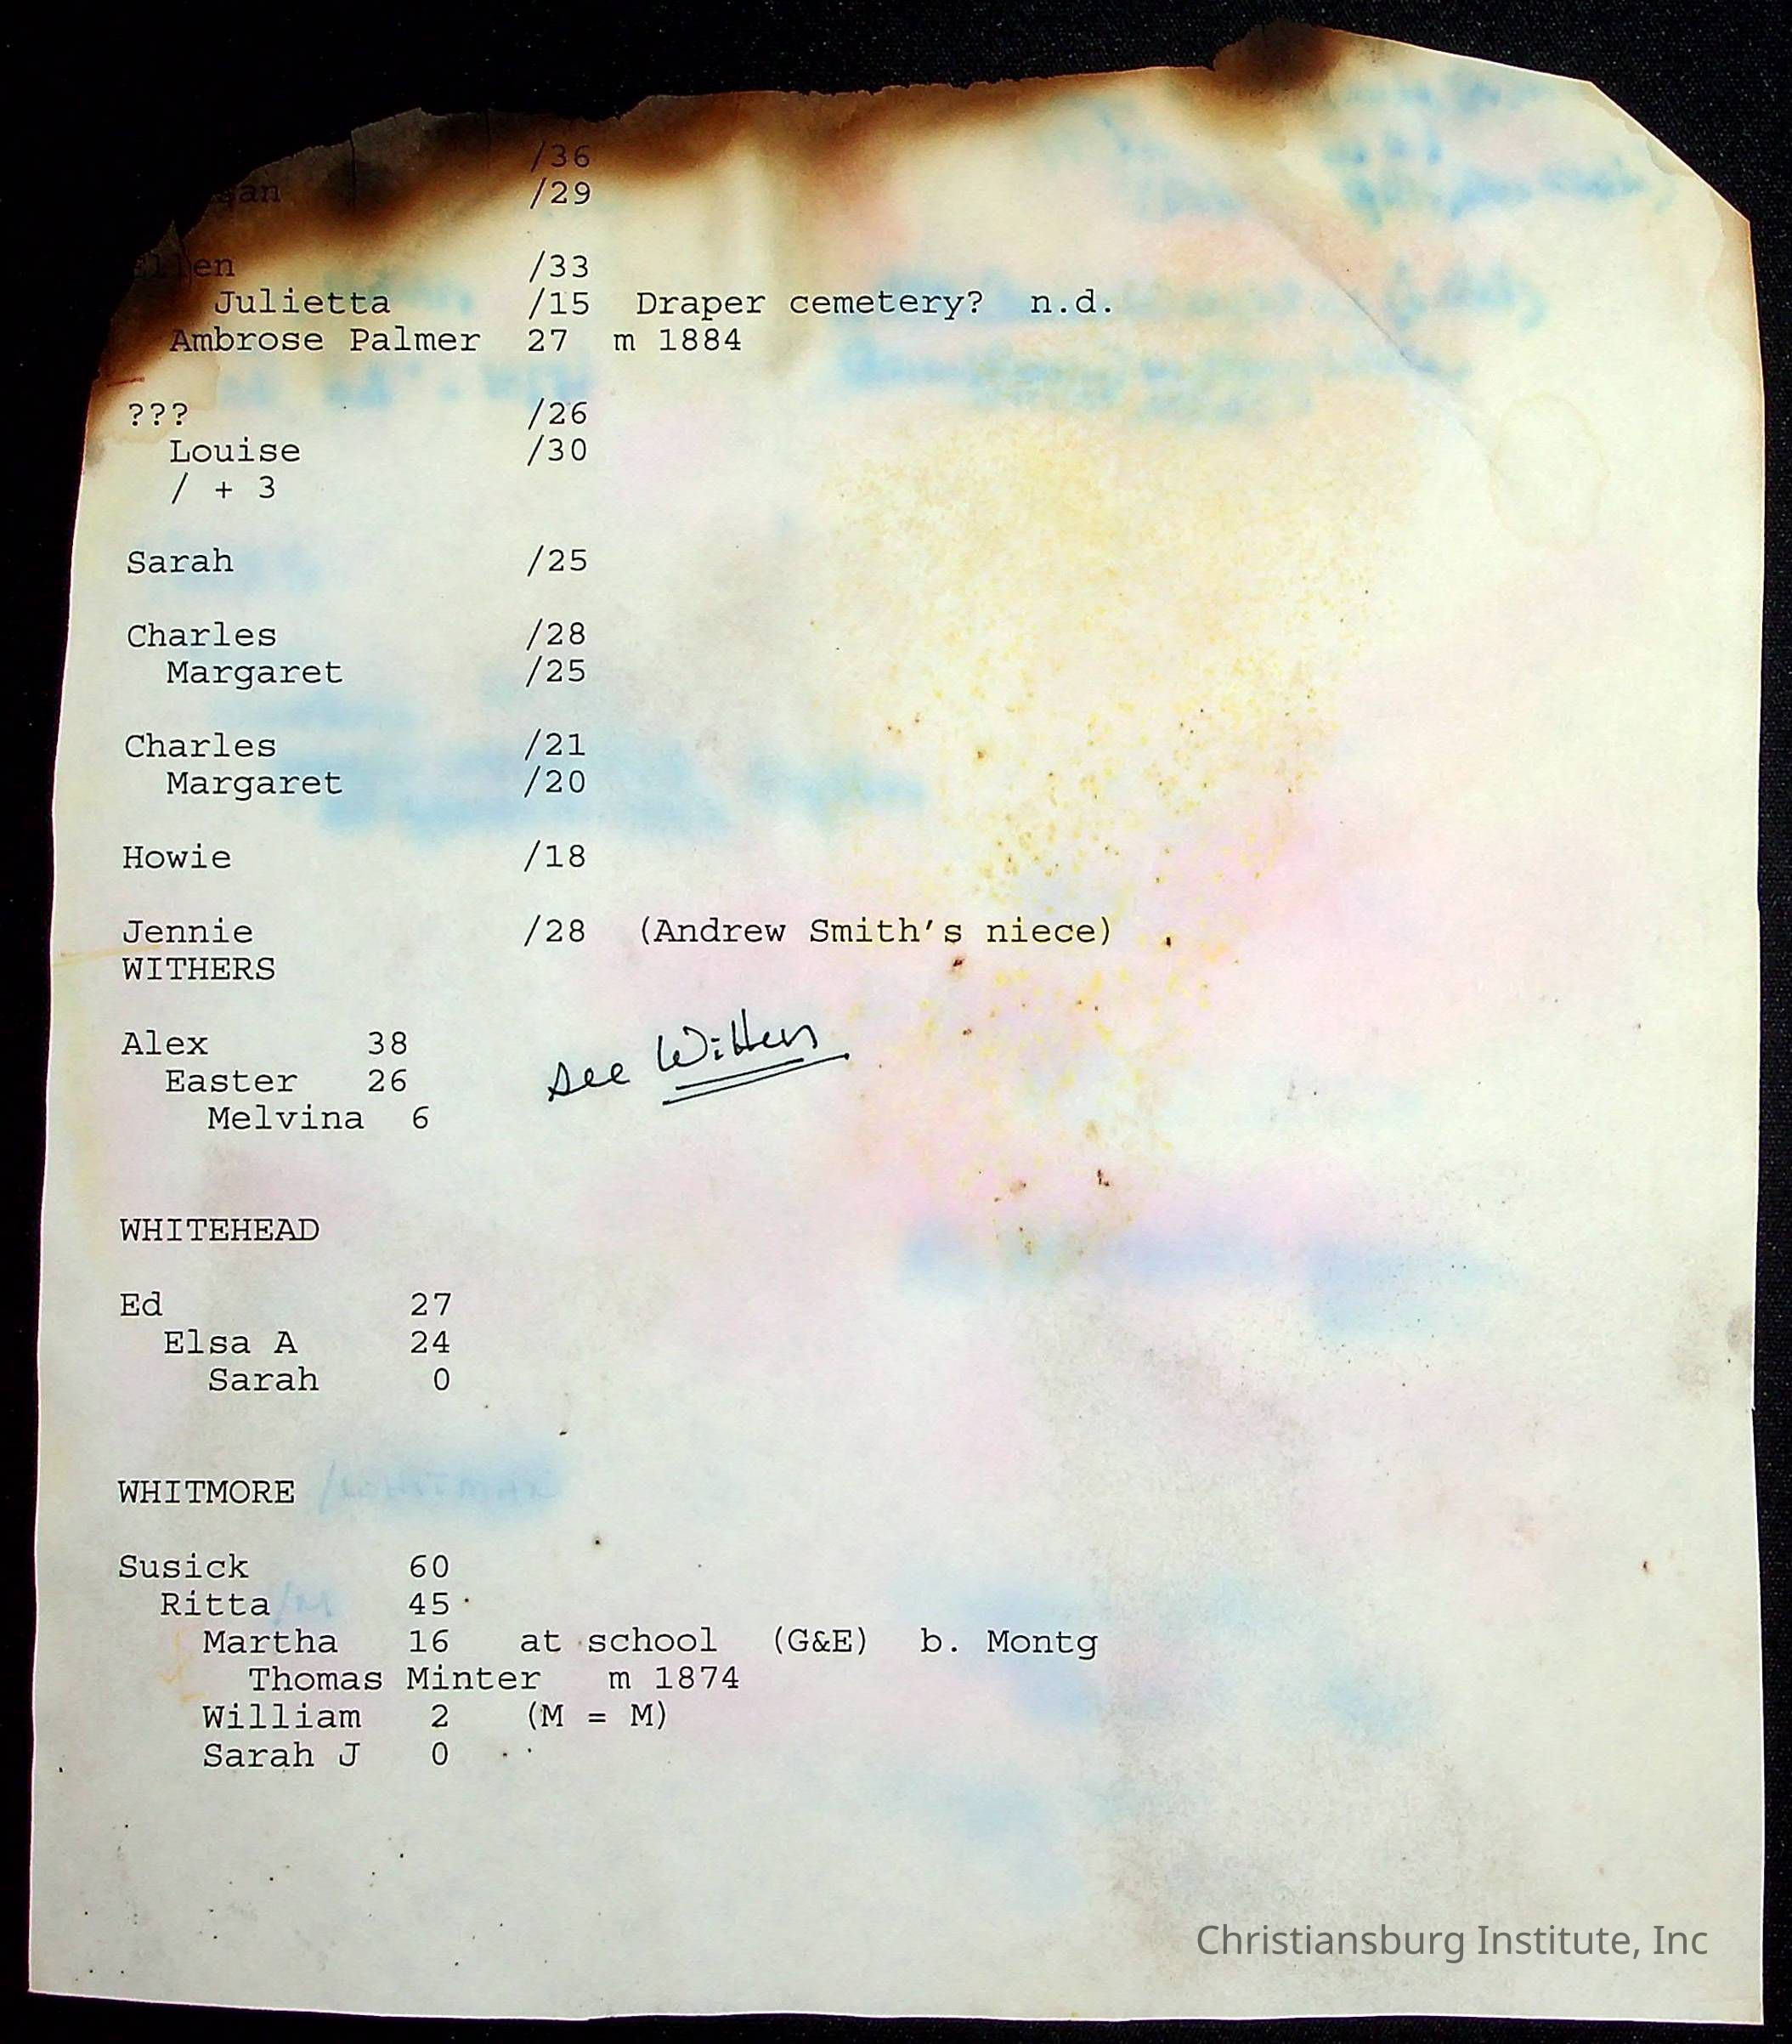 /36
/29
Ellen /33
Julietta /15 Draper cemetery? n.d.
Ambrose Palmer 27 m 1884
??? /26
Louise /30
/ + 3
Sarah /25
Charles /28
Margaret /25
Charles /21
Margaret /20
Howie /18
Jennie /28 (Andrew Smith's niece)
WITHERS
Alex 38
Easter 26 see Witten
Melvina 6
WHITEHEAD
Ed 27
Elsa A 24
Sarah 0
WHITMORE /WHITMAN
Susick 60
Ritta /M 45
Martha 16 at school (G&E) b. Montg
Thomas Minter m 1874
William 2 (M = M)
Sarah J 0
Christiansburg Institute, Inc